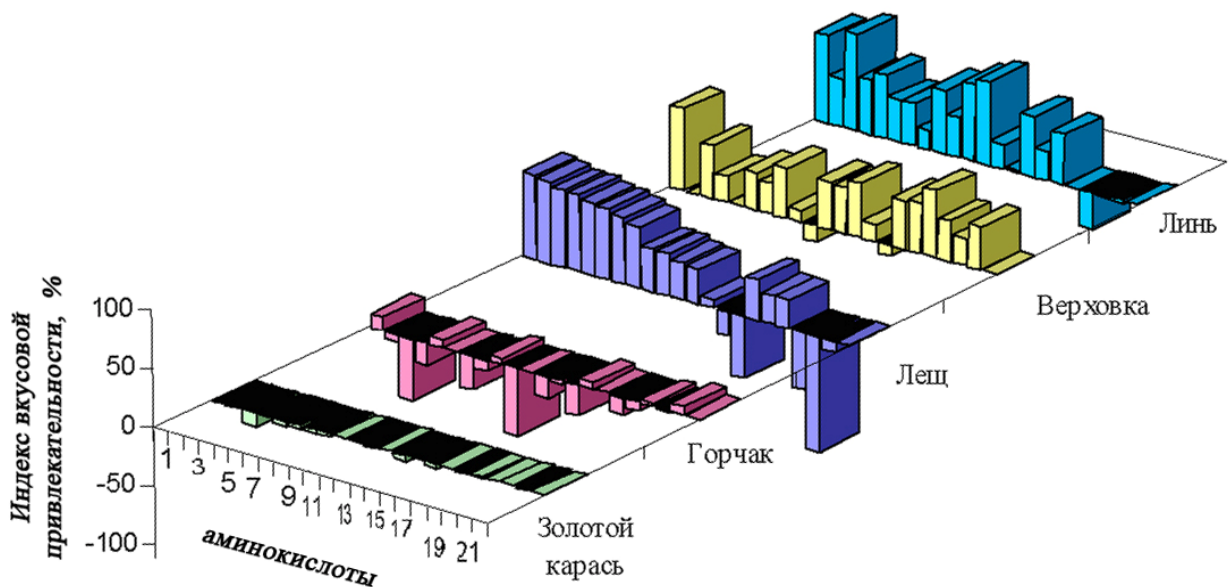 Индекс вкусовой
привлекательности, %
100
50
0
-50
-100
1
3
5
7
9
11
13
15
17
19
21
аминокислоты
Золотой
карась
Горчак
Лещ
Верховка
Линь